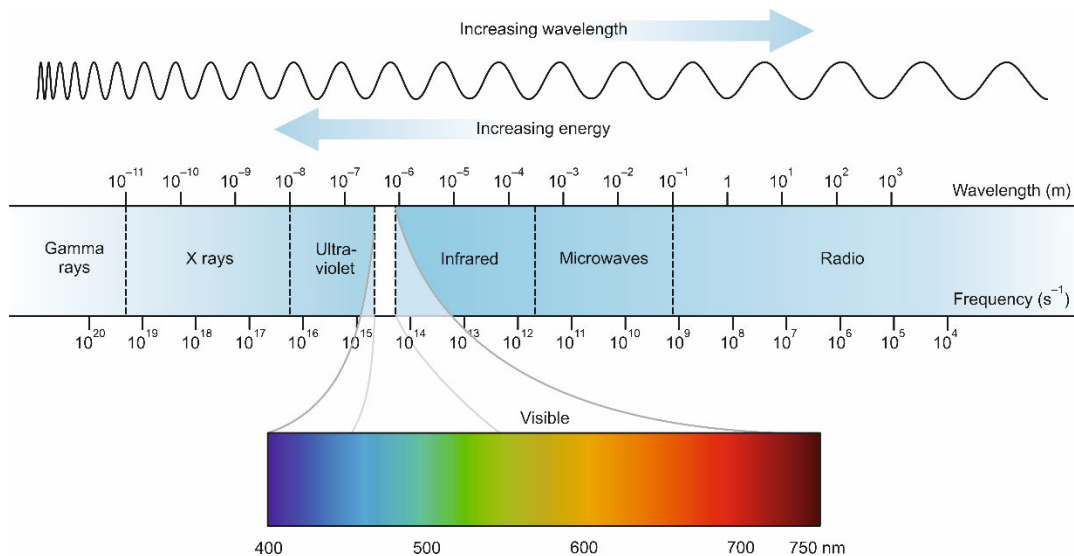 Increasing wavelength
Increasing energy
10⁻¹¹ 10⁻¹⁰ 10⁻⁹ 10⁻⁸ 10⁻⁷ 10⁻⁶ 10⁻⁵ 10⁻⁴ 10⁻³ 10⁻² 10⁻¹ 1 10¹ 10² 10³ Wavelength (m)
Gamma
rays
X rays
Ultra-
violet
Infrared
Microwaves
Radio
Frequency (s⁻¹)
10²⁰ 10¹⁹ 10¹⁸ 10¹⁷ 10¹⁶ 10¹⁵ 10¹⁴ 10¹³ 10¹² 10¹¹ 10¹⁰ 10⁹ 10⁸ 10⁷ 10⁶ 10⁵ 10⁴
Visible
400 500 600 700 750 nm